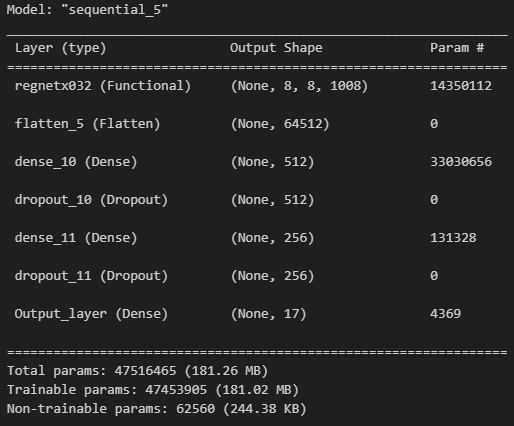 Model: "sequential_5"
_________________________________________________________________
Layer (type) Output Shape Param #
=================================================================
regnetx032 (Functional) (None, 8, 8, 1008) 14350112
flatten_5 (Flatten) (None, 64512) 0
dense_10 (Dense) (None, 512) 33030656
dropout_10 (Dropout) (None, 512) 0
dense_11 (Dense) (None, 256) 131328
dropout_11 (Dropout) (None, 256) 0
Output_layer (Dense) (None, 17) 4369
=================================================================
Total params: 47516465 (181.26 MB)
Trainable params: 47453905 (181.02 MB)
Non-trainable params: 62560 (244.38 KB)